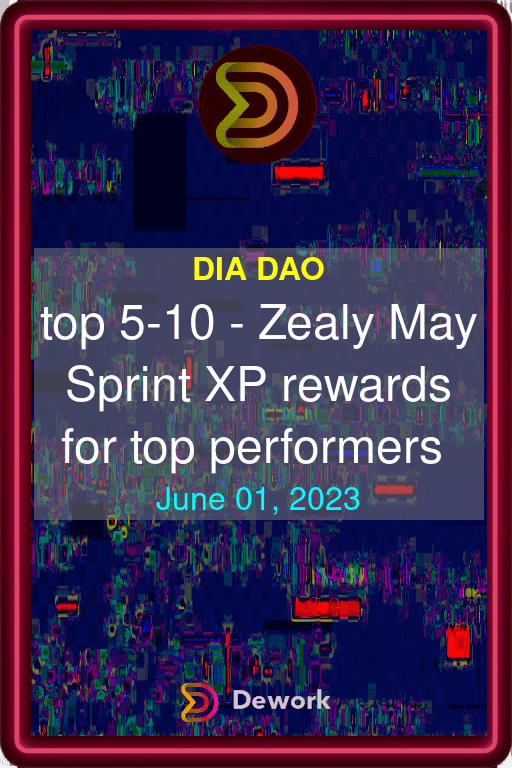 DIA DAO
top 5-10 - Zealy May
Sprint XP rewards
for top performers
June 01, 2023
Dework